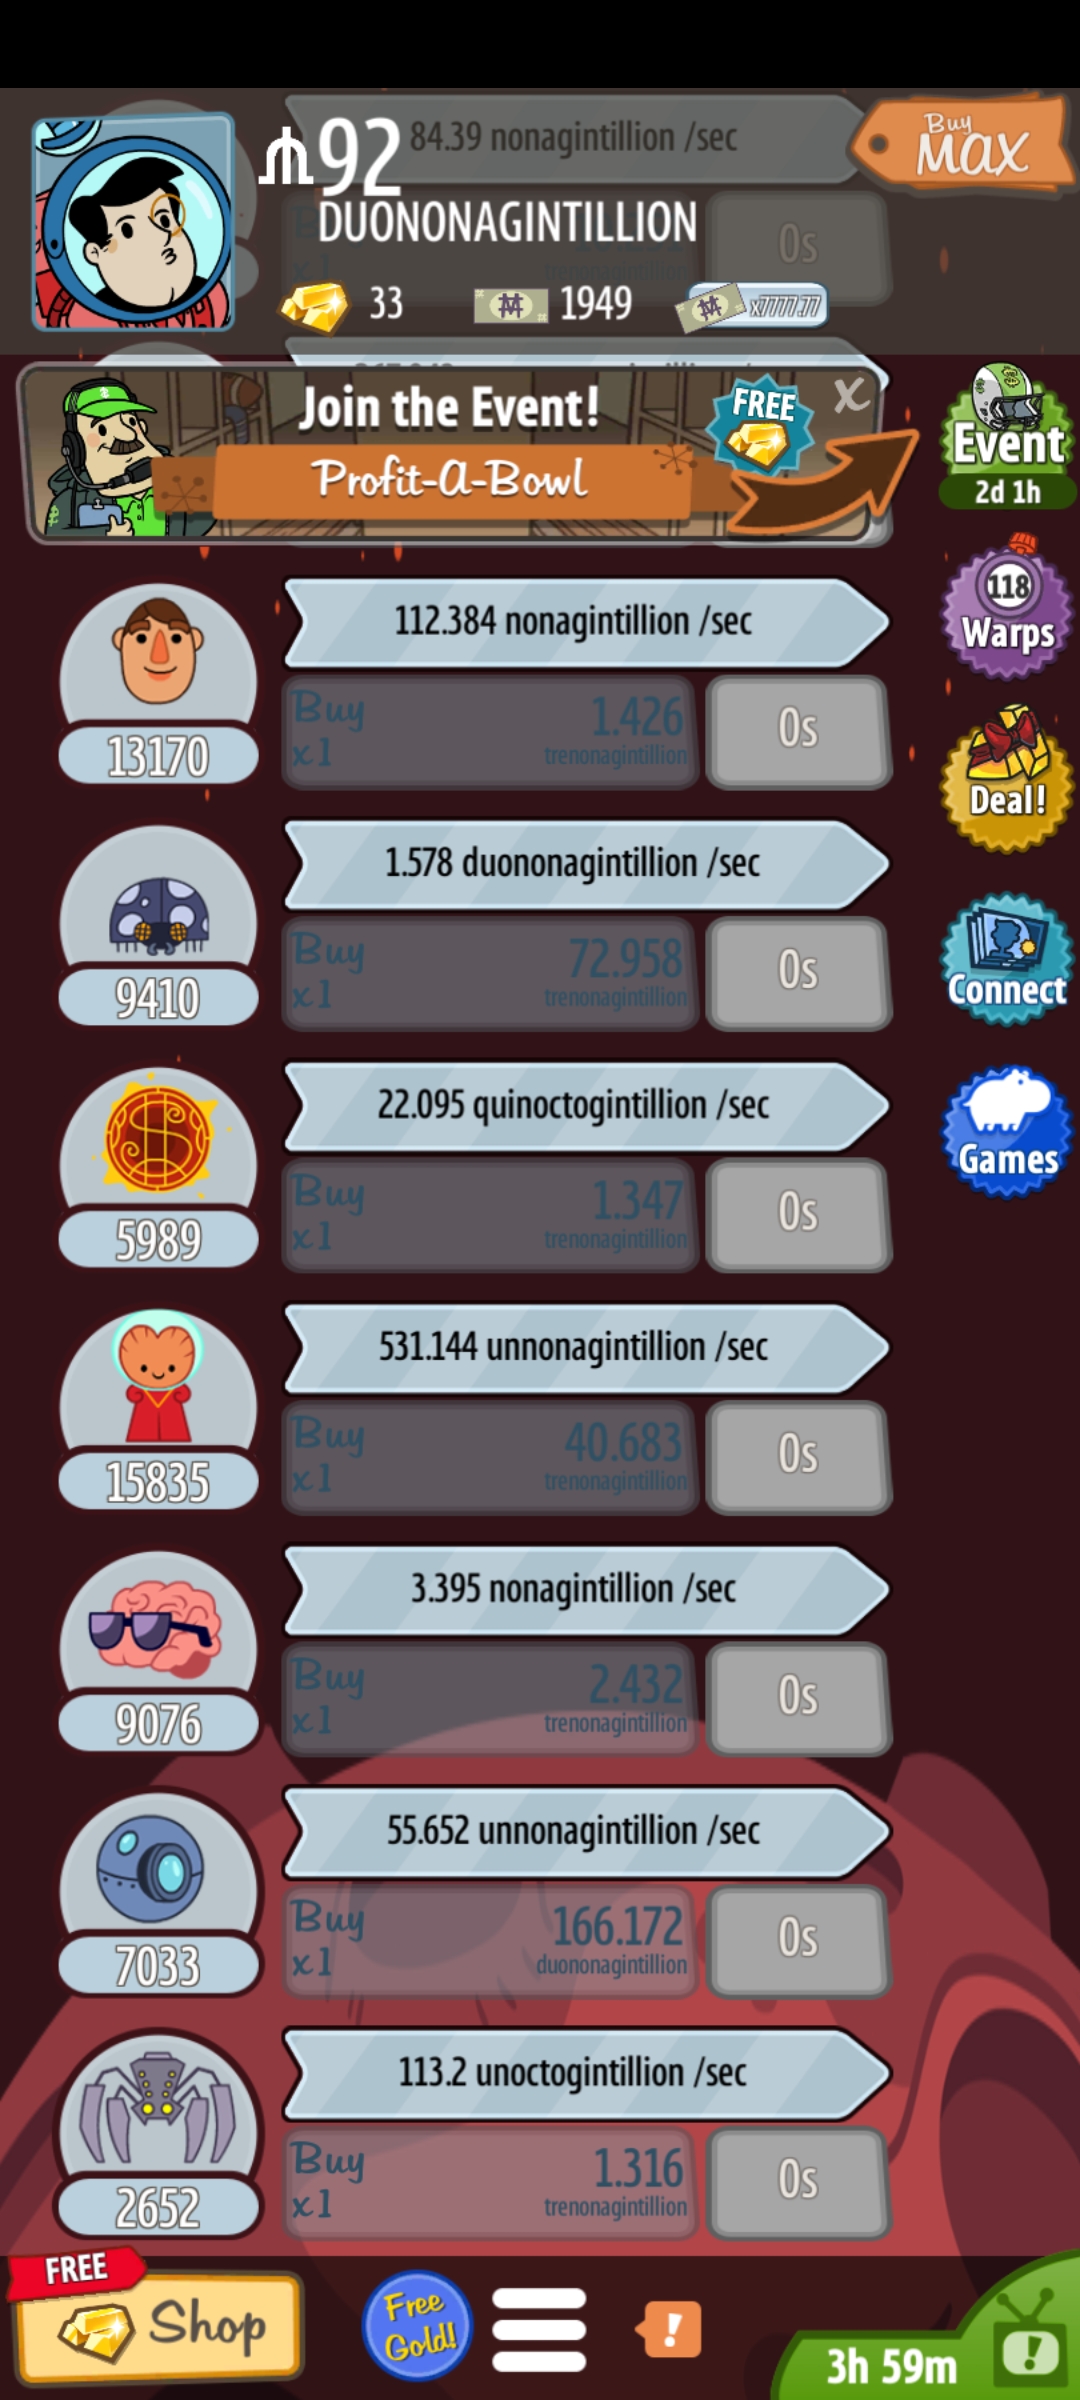 84.39 nonagintillion /sec
Buy
MAX
92
DUONONAGINTILLION
0s
x1
trenonagintillion
33
1949
x7777.77
Join the Event!
FREE
X
Profit-A-Bowl
Event
2d 1h
112.384 nonagintillion /sec
118
Warps
13170
Buy
x1
1.426
trenonagintillion
0s
Deal!
1.578 duononagintillion /sec
9410
Buy
x1
72.958
trenonagintillion
0s
Connect
22.095 quinoctogintillion /sec
5989
Buy
x1
1.347
trenonagintillion
0s
Games
531.144 unnonagintillion /sec
15835
Buy
x1
40.683
trenonagintillion
0s
3.395 nonagintillion /sec
9076
Buy
x1
2.432
trenonagintillion
0s
55.652 unnonagintillion /sec
7033
Buy
x1
166.172
duononagintillion
0s
113.2 unoctogintillion /sec
2652
Buy
x1
1.316
trenonagintillion
0s
FREE
Shop
Free
Gold!
!
3h 59m
!